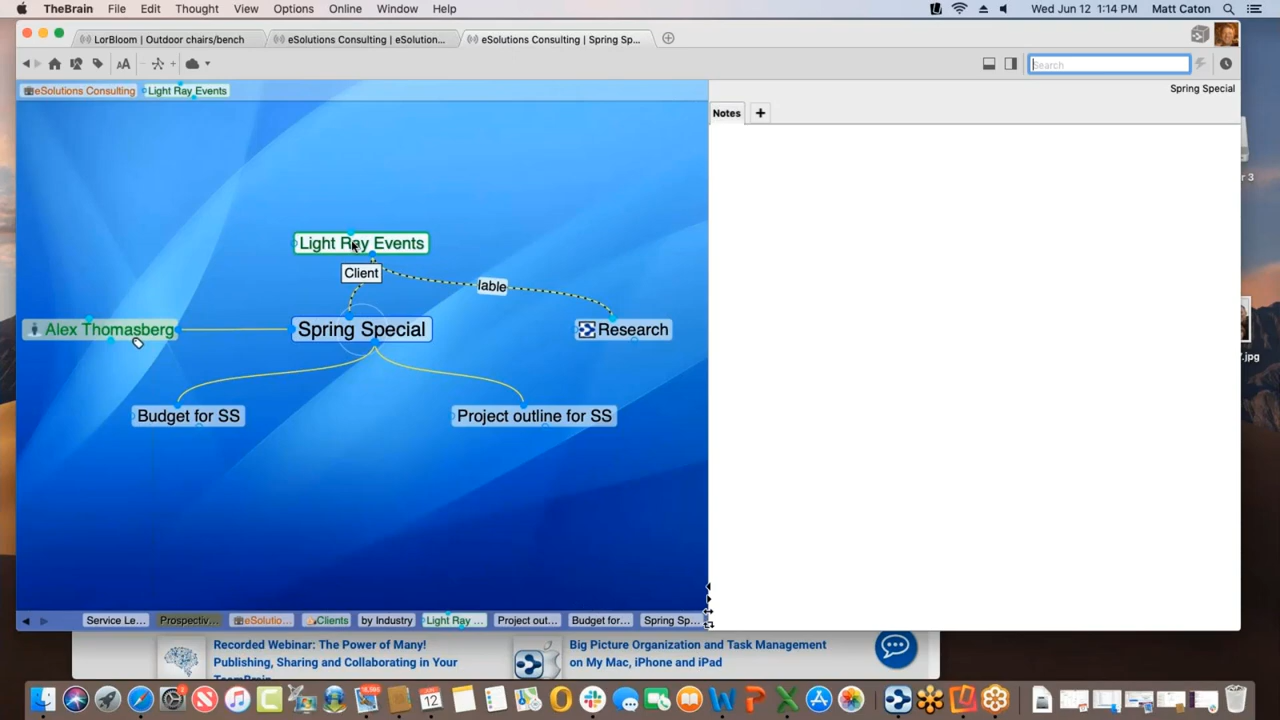 TheBrain File Edit Thought View Options Online Window Help Wed Jun 12 1:14 PM Matt Caton
LorBloom | Outdoor chairs/bench eSolutions Consulting | eSolution... eSolutions Consulting | Spring Sp...
AA Search
eSolutions Consulting Light Ray Events Spring Special
Notes +
Light Ray Events
Client
lable
Alex Thomasberg Spring Special Research
Budget for SS Project outline for SS
Service Le... Prospectiv... eSolutio... Clients by Industry Light Ray ... Project out... Budget for... Spring Sp...
Recorded Webinar: The Power of Many!
Publishing, Sharing and Collaborating in Your
TeamBrain
Big Picture Organization and Task Management
on My Mac, iPhone and iPad
r 3
.jpg